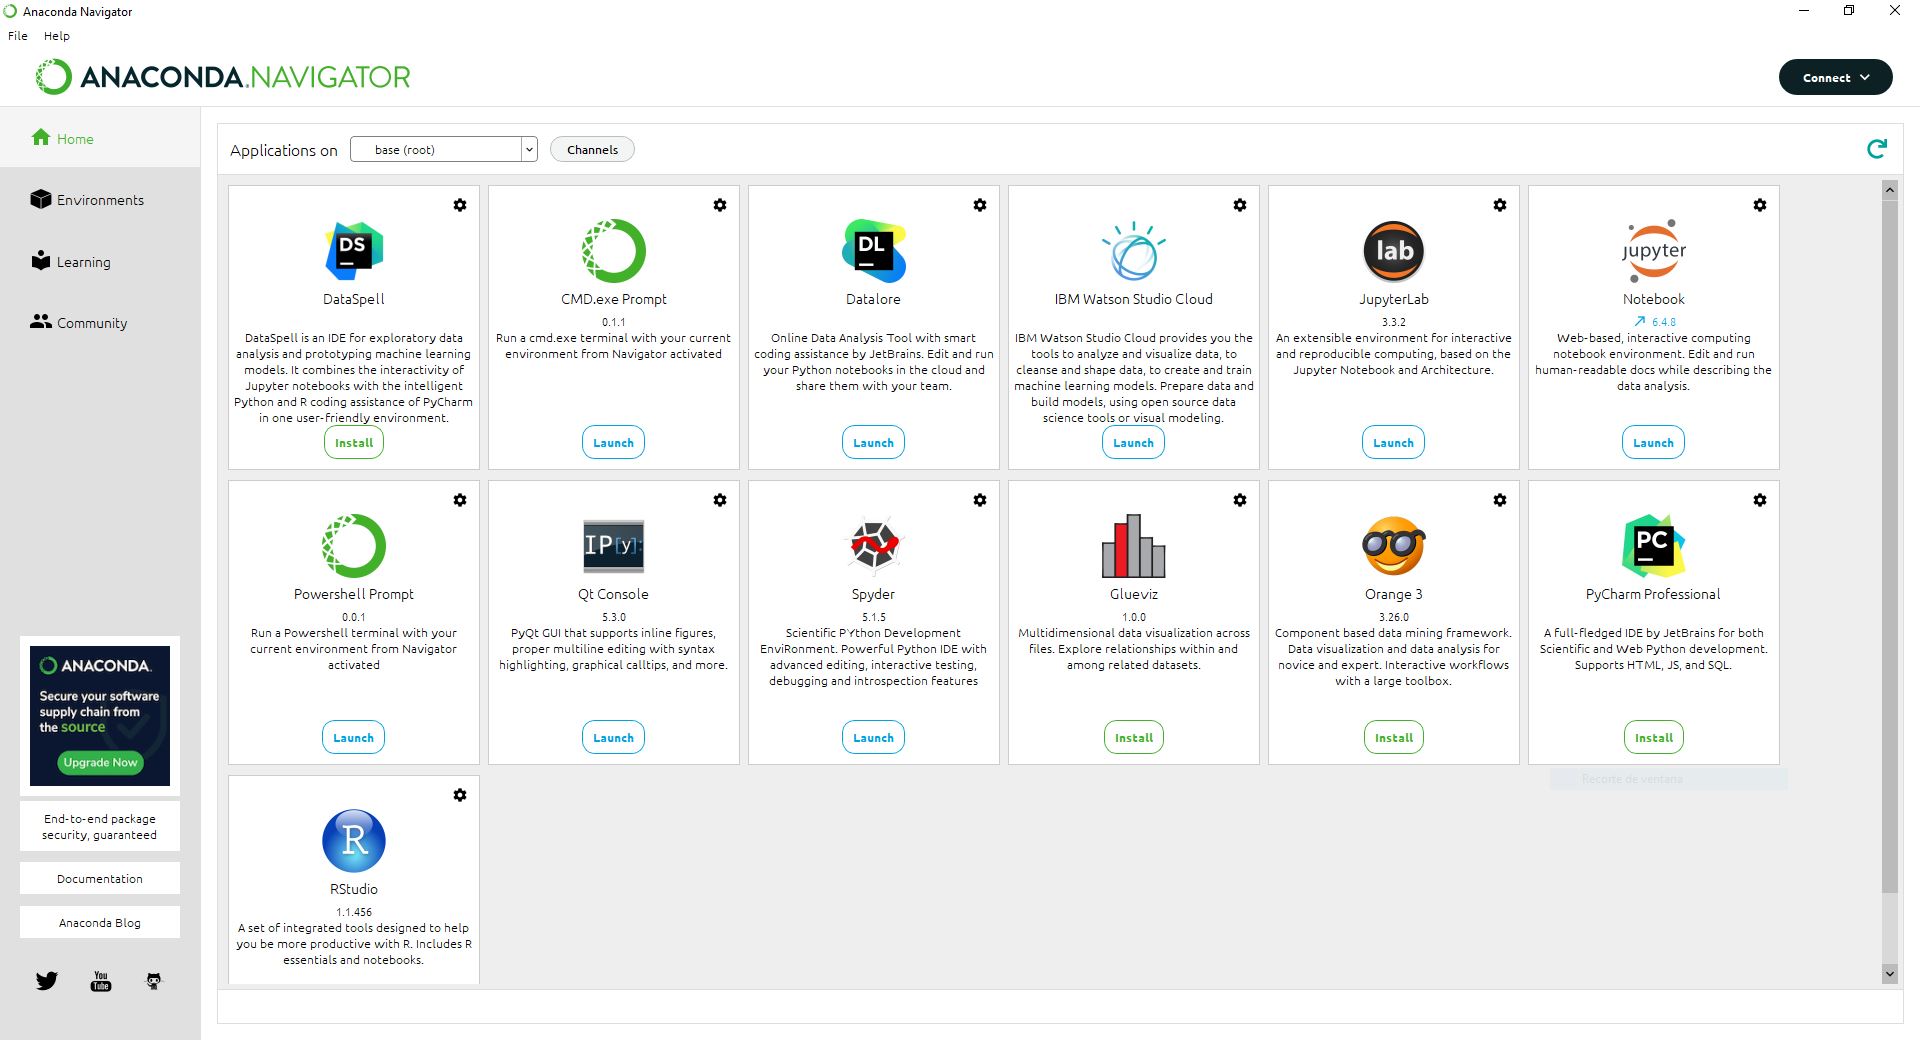 Anaconda Navigator
File Help
ANACONDA.NAVIGATOR
Connect
Home
Environments
Learning
Community
ANACONDA.
Secure your software
supply chain from
the source
Upgrade Now
End-to-end package
security, guaranteed
Documentation
Anaconda Blog
You
Tube
Applications on
base (root)
Channels
DS
DataSpell
DataSpell is an IDE for exploratory data
analysis and prototyping machine learning
models. It combines the interactivity of
Jupyter notebooks with the intelligent
Python and R coding assistance of PyCharm
in one user-friendly environment.
Install
CMD.exe Prompt
0.1.1
Run a cmd.exe terminal with your current
environment from Navigator activated
Launch
DL
Datalore
Online Data Analysis Tool with smart
coding assistance by JetBrains. Edit and run
your Python notebooks in the cloud and
share them with your team.
Launch
IBM Watson Studio Cloud
IBM Watson Studio Cloud provides you the
tools to analyze and visualize data, to
cleanse and shape data, to create and train
machine learning models. Prepare data and
build models, using open source data
science tools or visual modeling.
Launch
lab
JupyterLab
3.3.2
An extensible environment for interactive
and reproducible computing, based on the
Jupyter Notebook and Architecture.
Launch
jupyter
Notebook
6.4.8
Web-based, interactive computing
notebook environment. Edit and run
human-readable docs while describing the
data analysis.
Launch
Powershell Prompt
0.0.1
Run a Powershell terminal with your
current environment from Navigator
activated
Launch
IP[y]:
Qt Console
5.3.0
PyQt GUI that supports inline figures,
proper multiline editing with syntax
highlighting, graphical calltips, and more.
Launch
Spyder
5.1.5
Scientific PYthon Development
EnviRonment. Powerful Python IDE with
advanced editing, interactive testing,
debugging and introspection features
Launch
Glueviz
1.0.0
Multidimensional data visualization across
files. Explore relationships within and
among related datasets.
Install
Orange 3
3.26.0
Component based data mining framework.
Data visualization and data analysis for
novice and expert. Interactive workflows
with a large toolbox.
Install
PC
PyCharm Professional
A full-fledged IDE by JetBrains for both
Scientific and Web Python development.
Supports HTML, JS, and SQL.
Install
Recorte de ventana
R
RStudio
1.1.456
A set of integrated tools designed to help
you be more productive with R. Includes R
essentials and notebooks.